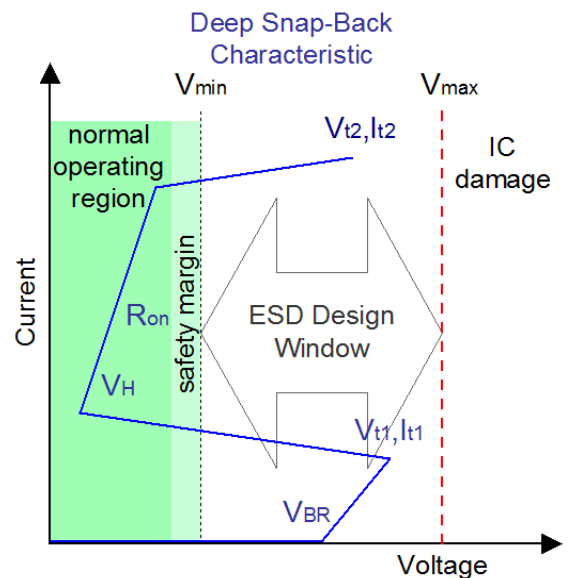 Deep Snap-Back
Characteristic
Vmin
Vmax
normal
operating
region
Vt2,It2
IC
damage
Current
Ron
safety margin
ESD Design
Window
VH
Vt1,It1
VBR
Voltage